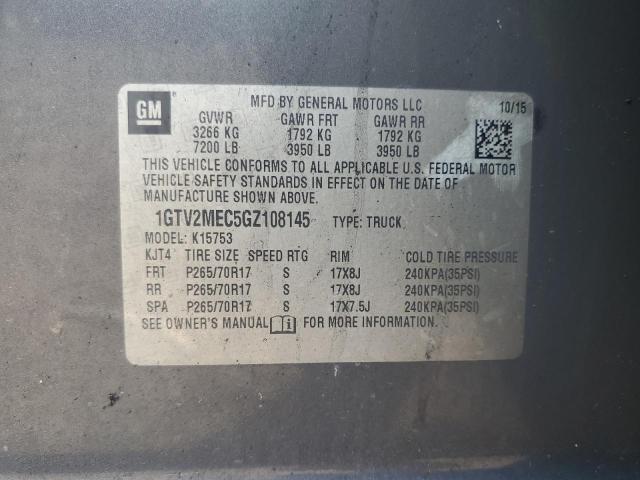 GM
MFD BY GENERAL MOTORS LLC
10/15
GVWR GAWR FRT GAWR RR
3266 KG 1792 KG 1792 KG
7200 LB 3950 LB 3950 LB
THIS VEHICLE CONFORMS TO ALL APPLICABLE U.S. FEDERAL MOTOR
VEHICLE SAFETY STANDARDS IN EFFECT ON THE DATE OF
MANUFACTURE SHOWN ABOVE.
1GTV2MEC5GZ108145 TYPE: TRUCK
MODEL: K15753
KJT4 TIRE SIZE SPEED RTG RIM COLD TIRE PRESSURE
FRT P265/70R17 S 17X8J 240KPA(35PSI)
RR P265/70R17 S 17X8J 240KPA(35PSI)
SPA P265/70R17 S 17X7.5J 240KPA(35PSI)
SEE OWNER'S MANUAL FOR MORE INFORMATION.